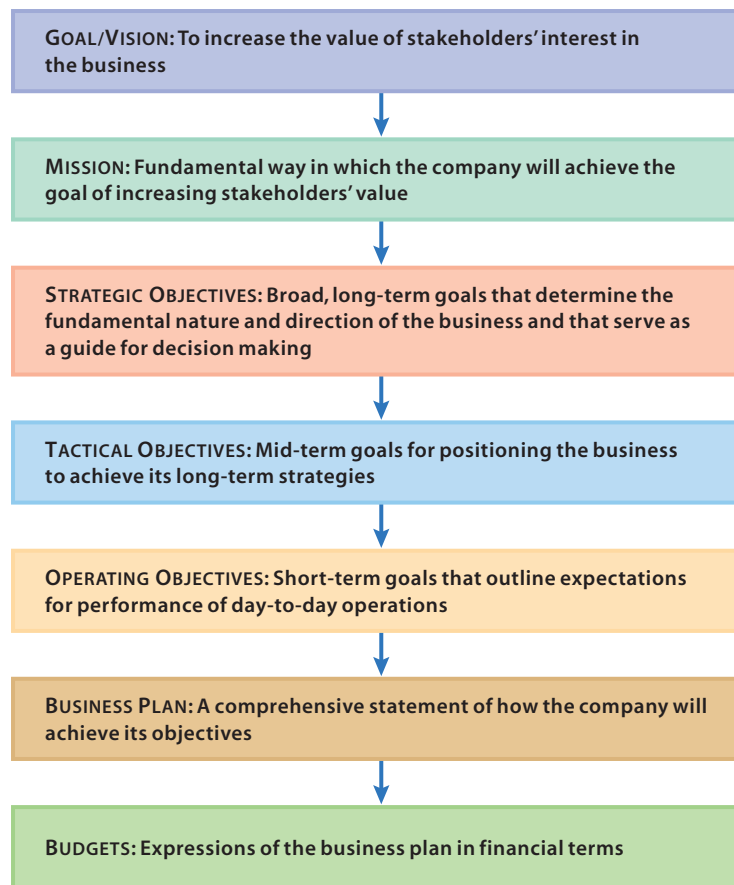 GOAL/VISION: To increase the value of stakeholders’ interest in
the business
MISSION: Fundamental way in which the company will achieve the
goal of increasing stakeholders’ value
STRATEGIC OBJECTIVES: Broad, long-term goals that determine the
fundamental nature and direction of the business and that serve as
a guide for decision making
TACTICAL OBJECTIVES: Mid-term goals for positioning the business
to achieve its long-term strategies
OPERATING OBJECTIVES: Short-term goals that outline expectations
for performance of day-to-day operations
BUSINESS PLAN: A comprehensive statement of how the company will
achieve its objectives
BUDGETS: Expressions of the business plan in financial terms